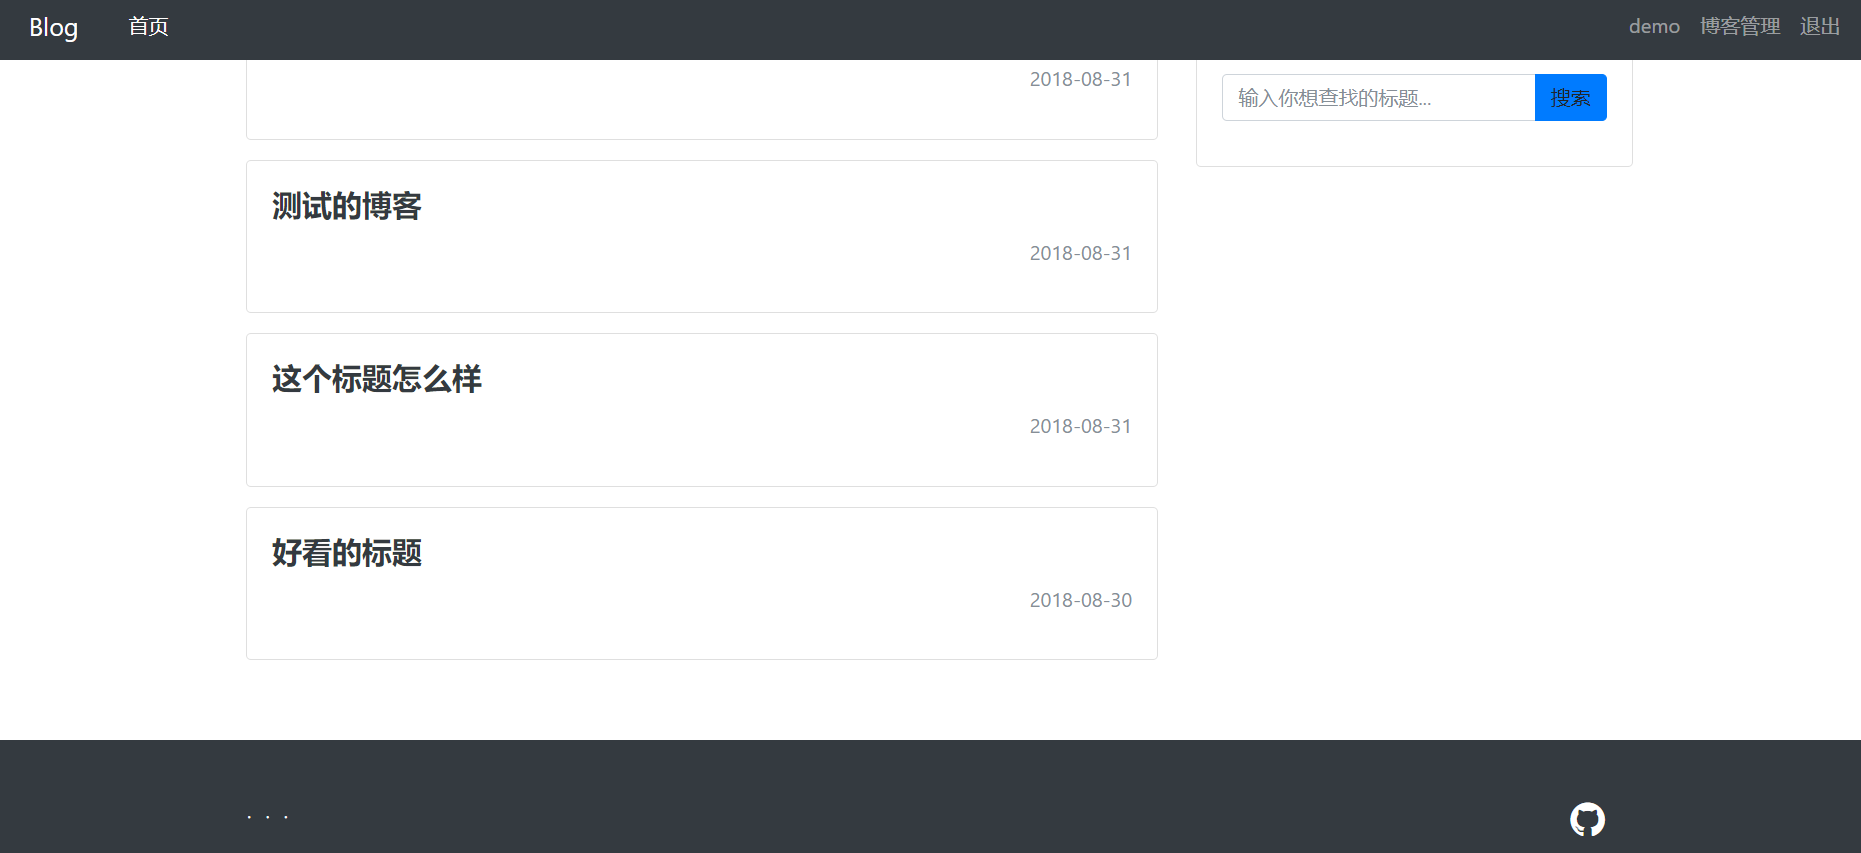 Blog 首页 demo 博客管理 退出
2018-08-31
输入你想查找的标题... 搜索
测试的博客
2018-08-31
这个标题怎么样
2018-08-31
好看的标题
2018-08-30
. . .